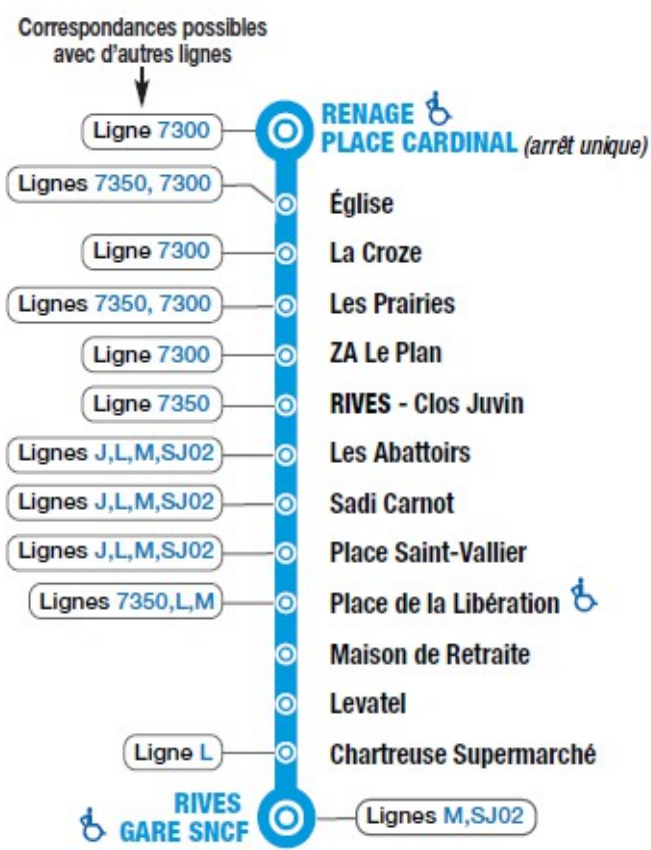 Correspondances possibles
avec d'autres lignes
Ligne 7300
RENAGE
PLACE CARDINAL (arrêt unique)
Lignes 7350, 7300
Église
Ligne 7300
La Croze
Lignes 7350, 7300
Les Prairies
Ligne 7300
ZA Le Plan
Ligne 7350
RIVES - Clos Juvin
Lignes J,L,M,SJ02
Les Abattoirs
Lignes J,L,M,SJ02
Sadi Carnot
Lignes J,L,M,SJ02
Place Saint-Vallier
Lignes 7350,L,M
Place de la Libération
Maison de Retraite
Levatel
Ligne L
Chartreuse Supermarché
RIVES
GARE SNCF
Lignes M,SJ02